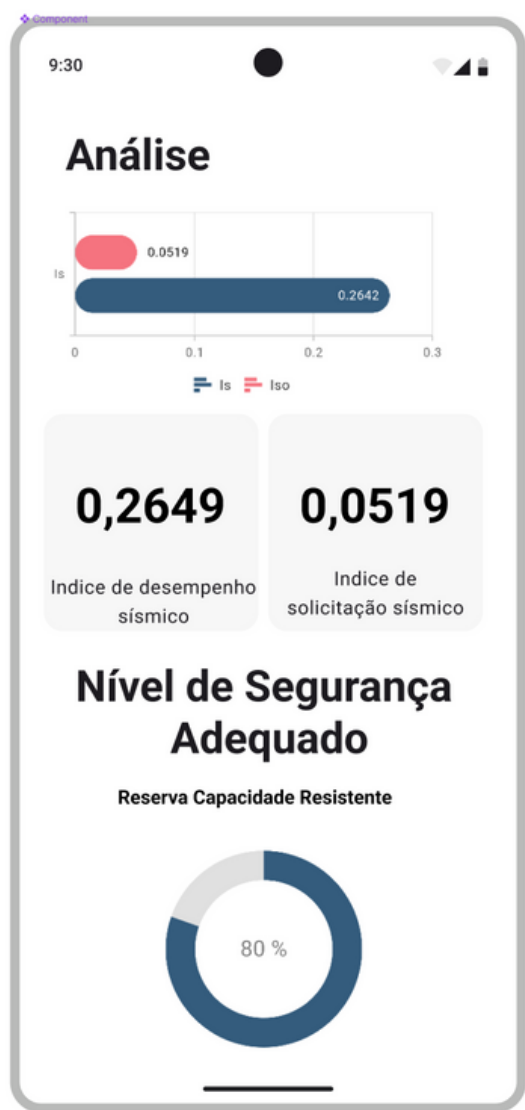 Component
9:30
Análise
0.0519
Is
0.2642
0 0.1 0.2 0.3
Is Iso
0,2649
Indice de desempenho
sísmico
0,0519
Indice de
solicitação sísmico
Nível de Segurança
Adequado
Reserva Capacidade Resistente
80 %